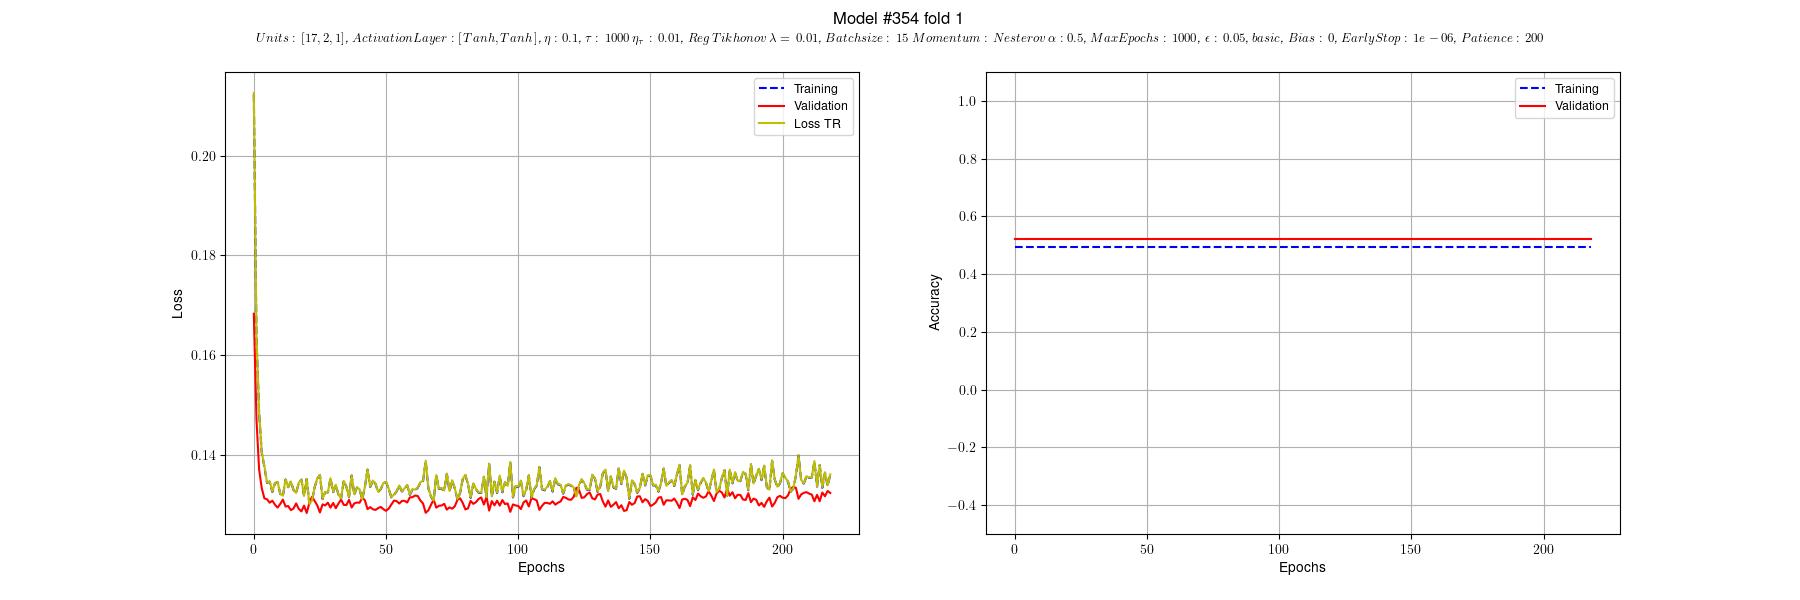 Model #354 fold 1
Units : [17, 2, 1], ActivationLayer : [Tanh, Tanh], η : 0.1, τ : 1000 ητ : 0.01, Reg Tikhonov λ = 0.01, Batchsize : 15 Momentum : Nesterov α : 0.5, MaxEpochs : 1000, ϵ : 0.05, basic, Bias : 0, EarlyStop : 1e − 06, Patience : 200
Training
Validation
Loss TR
0.20
0.18
0.16
0.14
Loss
0 50 100 150 200
Epochs
Training
Validation
1.0
0.8
0.6
0.4
0.2
0.0
−0.2
−0.4
Accuracy
0 50 100 150 200
Epochs